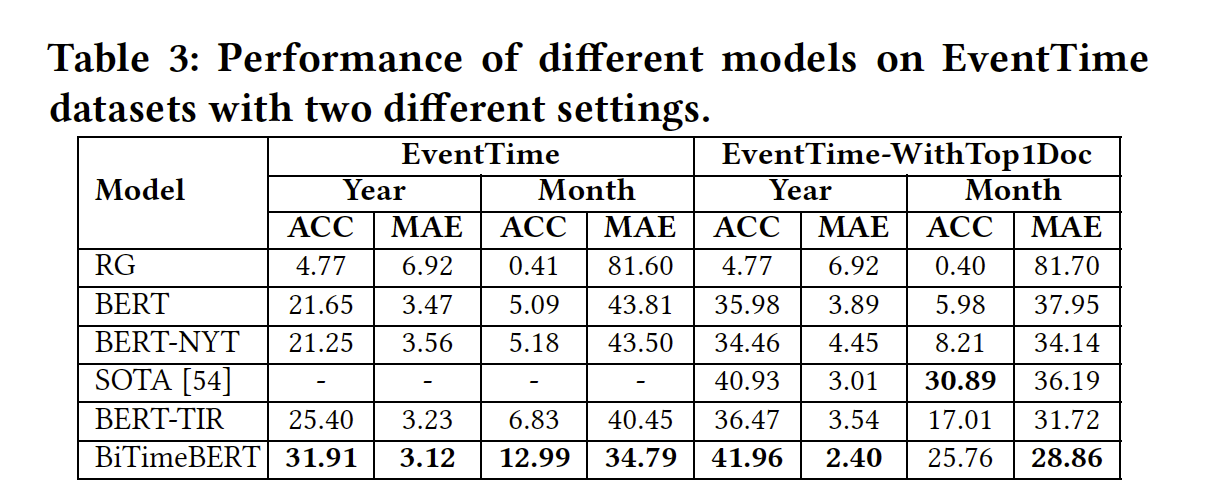 Table 3: Performance of different models on EventTime
datasets with two different settings.
Model EventTime EventTime-WithTop1Doc
Year Month Year Month
ACC MAE ACC MAE ACC MAE ACC MAE
RG 4.77 6.92 0.41 81.60 4.77 6.92 0.40 81.70
BERT 21.65 3.47 5.09 43.81 35.98 3.89 5.98 37.95
BERT-NYT 21.25 3.56 5.18 43.50 34.46 4.45 8.21 34.14
SOTA [54] - - - - 40.93 3.01 30.89 36.19
BERT-TIR 25.40 3.23 6.83 40.45 36.47 3.54 17.01 31.72
BiTimeBERT 31.91 3.12 12.99 34.79 41.96 2.40 25.76 28.86